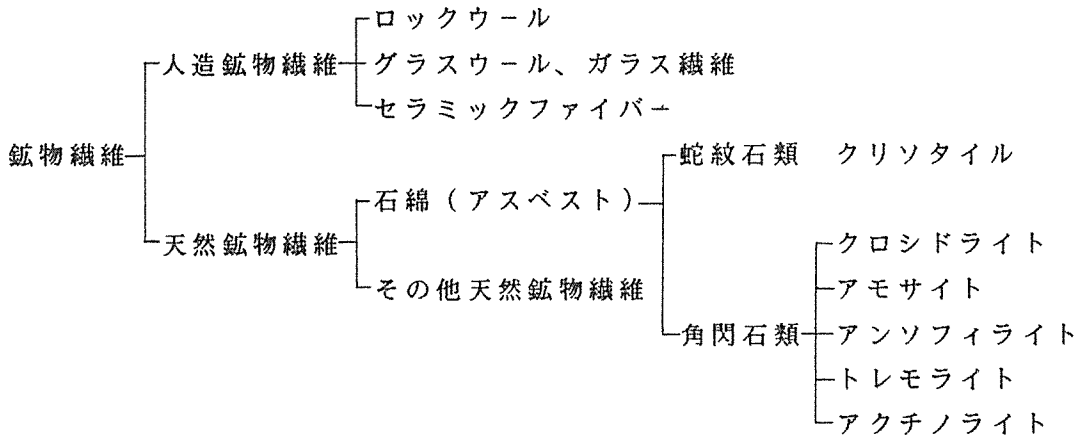 ロックウール
人造鉱物繊維
グラスウール、ガラス繊維
セラミックファイバー
鉱物繊維
蛇紋石類 クリソタイル
石綿(アスベスト)
天然鉱物繊維
クロシドライト
その他天然鉱物繊維
アモサイト
角閃石類
アンソフィライト
トレモライト
アクチノライト